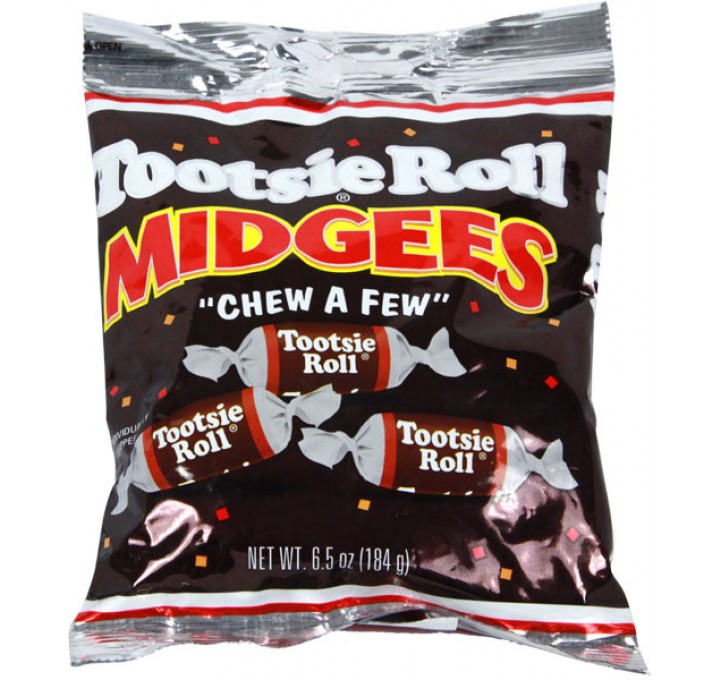 OPEN
Tootsie Roll
®
MIDGEES
"CHEW A FEW"
Tootsie
Roll®
Tootsie
Roll®
Tootsie
Roll®
NET WT. 6.5 oz (184 g)